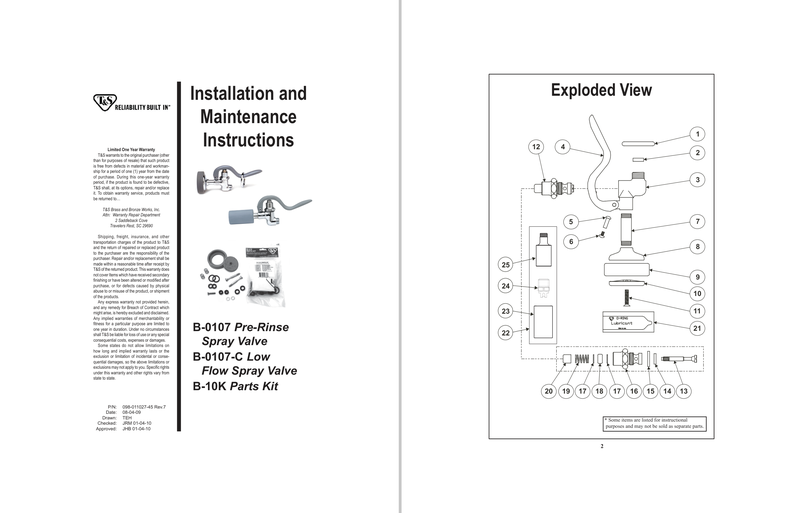 T&S RELIABILITY BUILT IN™
Limited One Year Warranty
T&S warrants to the original purchaser (other
than for purposes of resale) that such product
is free from defects in material and workman-
ship for a period of one (1) year from the date
of purchase. During this one-year warranty
period, if the product is found to be defective,
T&S shall, at its options, repair and/or replace
it. To obtain warranty service, products must
be returned to...
T&S Brass and Bronze Works, Inc.
Attn: Warranty Repair Department
2 Saddleback Cove
Travelers Rest, SC 29690
Shipping, freight, insurance, and other
transportation charges of the product to T&S
and the return of repaired or replaced product
to the purchaser are the responsibility of the
purchaser. Repair and/or replacement shall be
made within a reasonable time after receipt by
T&S of the returned product. This warranty does
not cover Items which have received secondary
finishing or have been altered or modified after
purchase, or for defects caused by physical
abuse to or misuse of the product, or shipment
of the products.
Any express warranty not provided herein,
and any remedy for Breach of Contract which
might arise, is hereby excluded and disclaimed.
Any implied warranties of merchantability or
fitness for a particular purpose are limited to
one year in duration. Under no circumstances
shall T&S be liable for loss of use or any special
consequential costs, expenses or damages.
Some states do not allow limitations on
how long and implied warranty lasts or the
exclusion or limitation of incidental or conse-
quential damages, so the above limitations or
exclusions may not apply to you. Specific rights
under this warranty and other rights vary from
state to state.
P/N: 098-011027-45 Rev.7
Date: 08-04-09
Drawn: TEH
Checked: JRM 01-04-10
Approved: JHB 01-04-10
Installation and
Maintenance
Instructions
B-0107 Pre-Rinse
Spray Valve
B-0107-C Low
Flow Spray Valve
B-10K Parts Kit
Exploded View
1
12 4
2
3
5
7
6
8
25
9
24
10
23
11
22
21
Lubricant
20 19 17 18 17 16 15 14 13
* Some items are listed for instructional
purposes and may not be sold as separate parts.
2